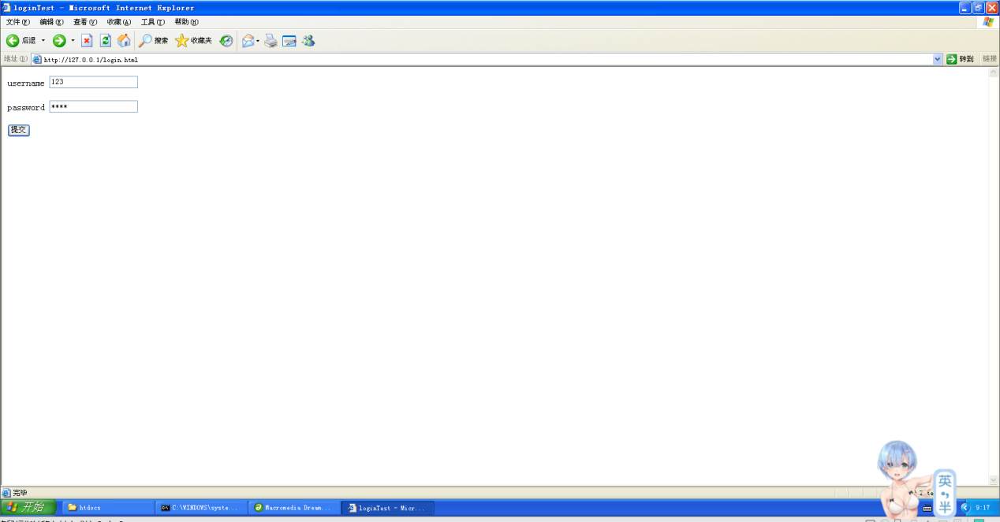 loginTest - Microsoft Internet Explorer
文件(F) 编辑(E) 查看(V) 收藏(A) 工具(T) 帮助(H)
后退 搜索 收藏夹
地址(D) http://127.0.0.1/login.html 转到 链接
username 123
password ****
提交
完毕
英
半
开始 htdocs C:\WINDOWS\syste... Macromedia Dream... loginTest - Micr... 9:17